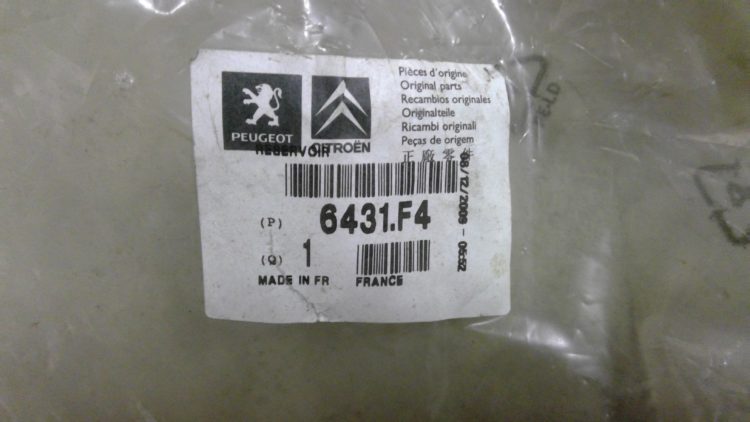 Pièces d'origine
Original parts
Recambios originales
Originalteile
Ricambi originali
Peças de origem
正廠零件
PEUGEOT
CITROËN
RESERVOIR
(P) 6431.F4
(Q) 1
MADE IN FR FRANCE